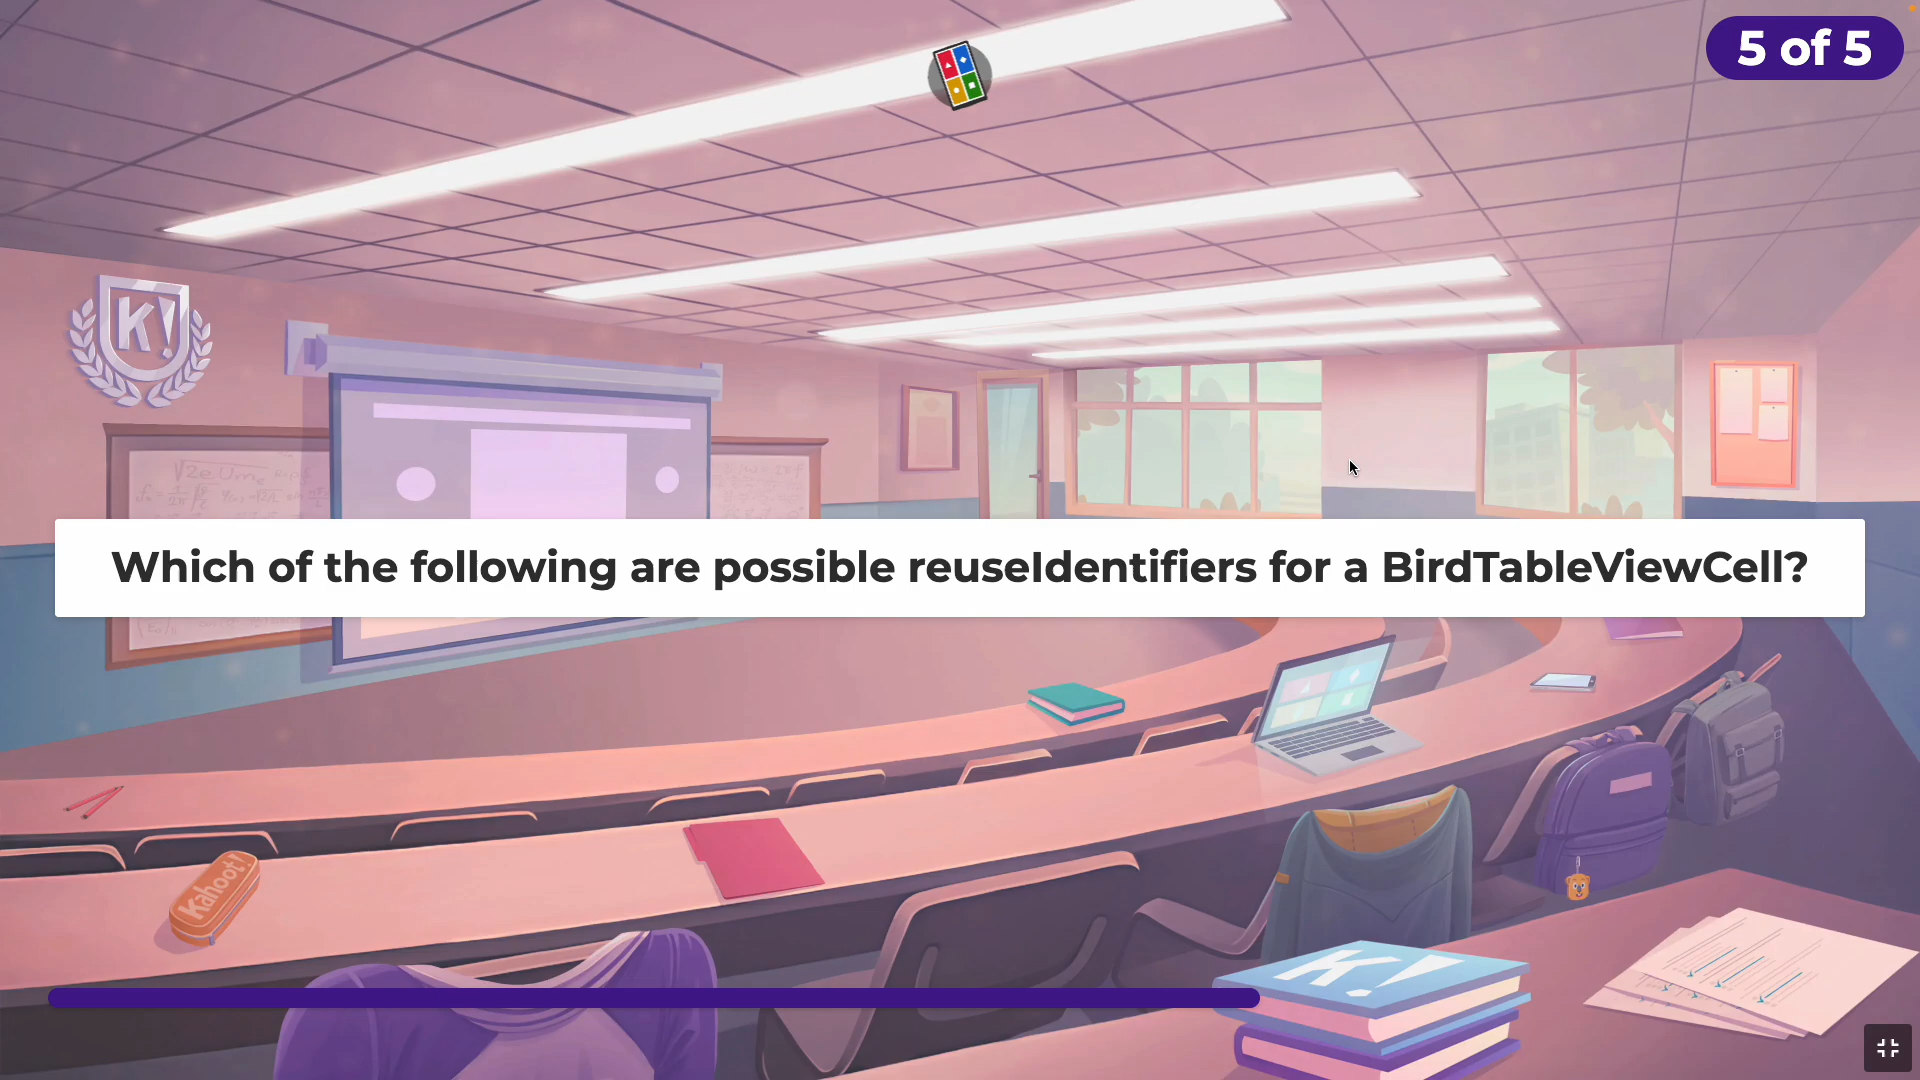 5 of 5
K!
Which of the following are possible reuseIdentifiers for a BirdTableViewCell?
Kahoot!
K!